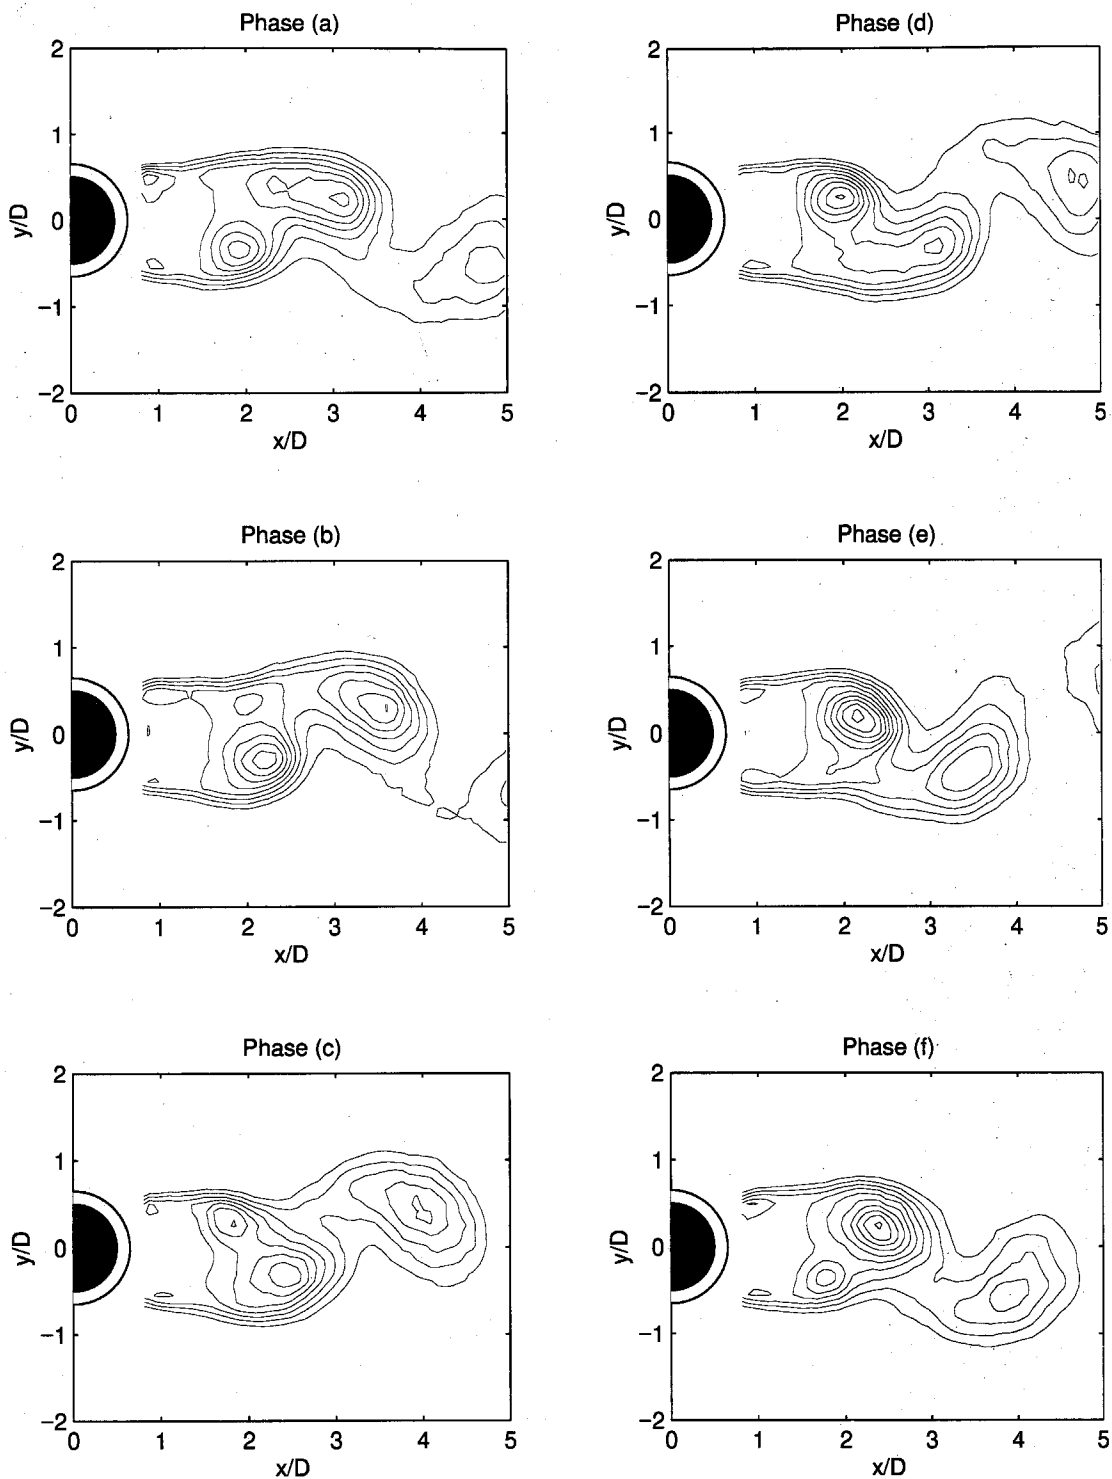 Phase (a)
2
1
0
−1
−2
y/D
0 1 2 3 4 5
x/D
Phase (d)
2
1
0
−1
−2
y/D
0 1 2 3 4 5
x/D
Phase (b)
2
1
0
−1
−2
y/D
0 1 2 3 4 5
x/D
Phase (e)
2
1
0
−1
−2
y/D
0 1 2 3 4 5
x/D
Phase (c)
2
1
0
−1
−2
y/D
0 1 2 3 4 5
x/D
Phase (f)
2
1
0
−1
−2
y/D
0 1 2 3 4 5
x/D